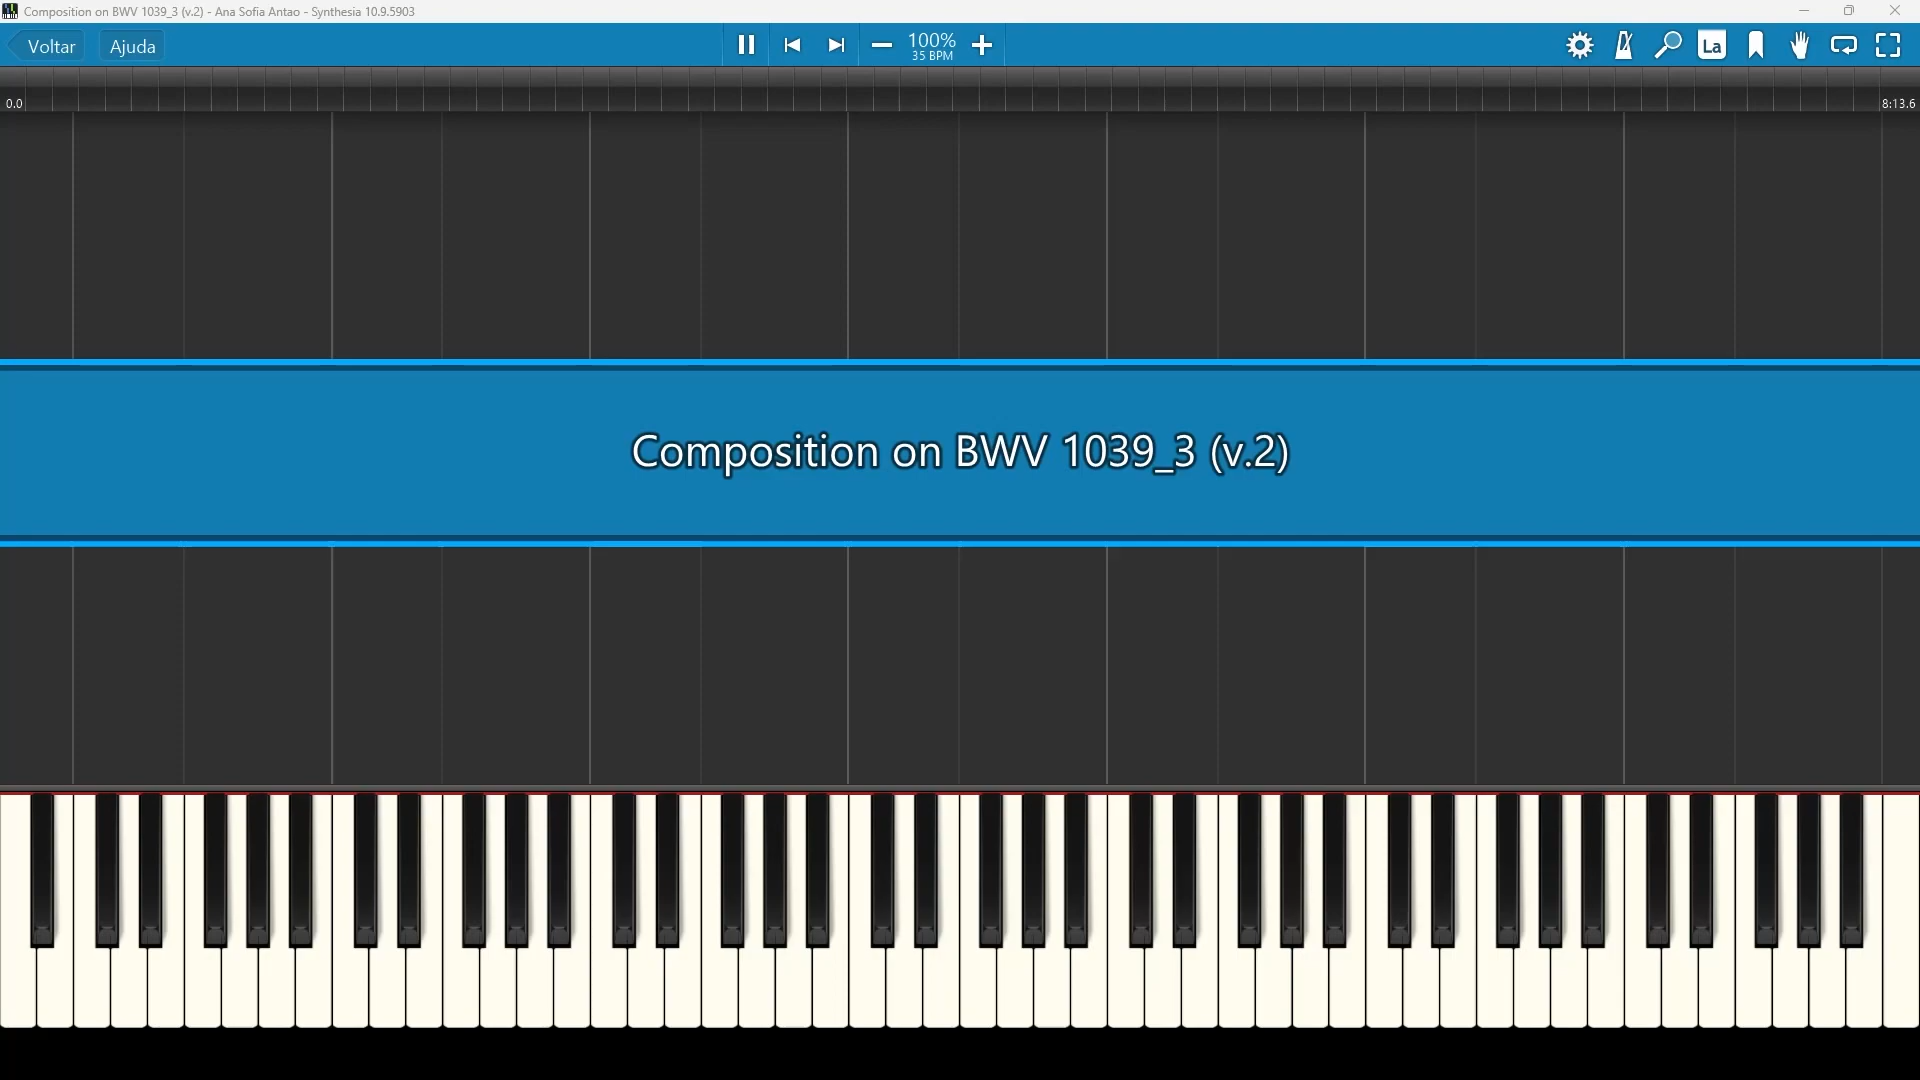 Composition on BWV 1039_3 (v.2) - Ana Sofia Antao - Synthesia 10.9.5903
Voltar
Ajuda
100%
35 BPM
La
0.0
8:13.6
Composition on BWV 1039_3 (v.2)